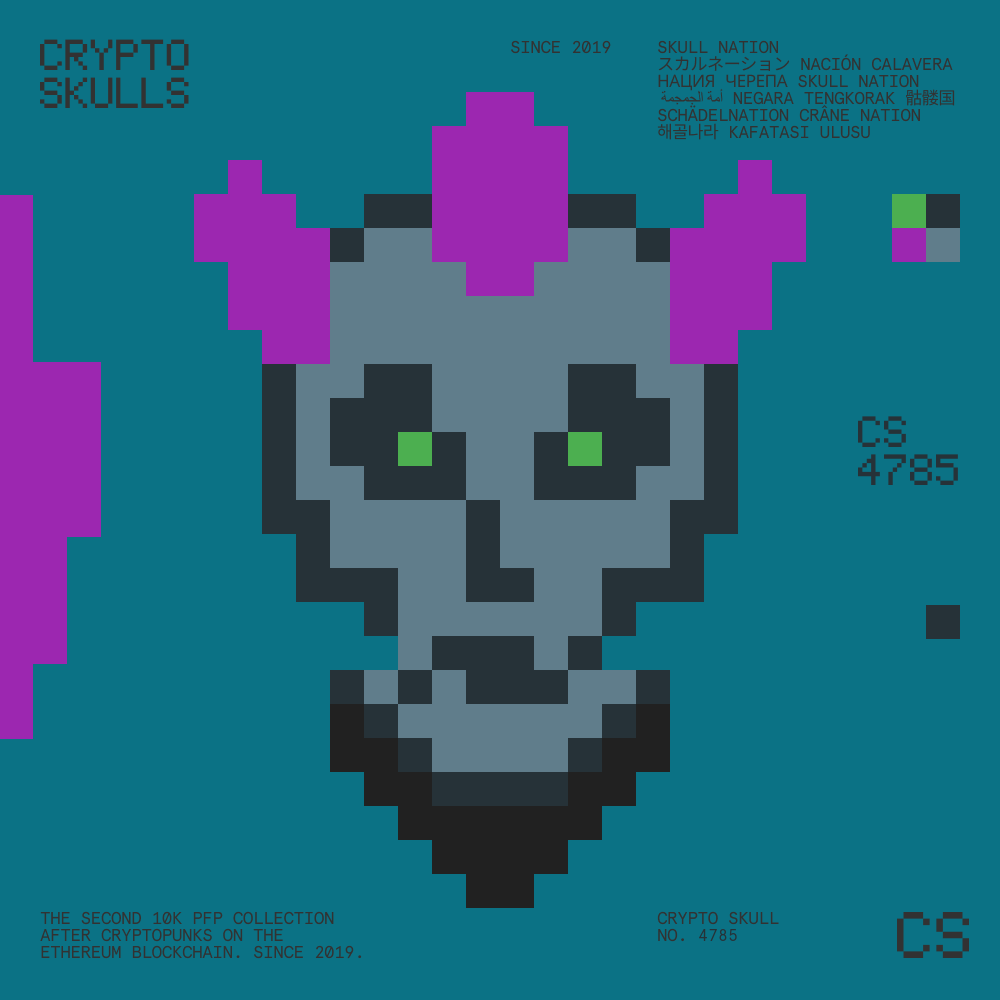 CRYPTO
SKULLS
SINCE 2019
SKULL NATION
スカルネーション NACIÓN CALAVERA
НАЦИЯ ЧЕРЕПА SKULL NATION
أمة الجمجمة NEGARA TENGKORAK 骷髅国
SCHÄDELNATION CRÂNE NATION
해골나라 KAFATASI ULUSU
CS
4785
THE SECOND 10K PFP COLLECTION
AFTER CRYPTOPUNKS ON THE
ETHEREUM BLOCKCHAIN. SINCE 2019.
CRYPTO SKULL
NO. 4785
CS